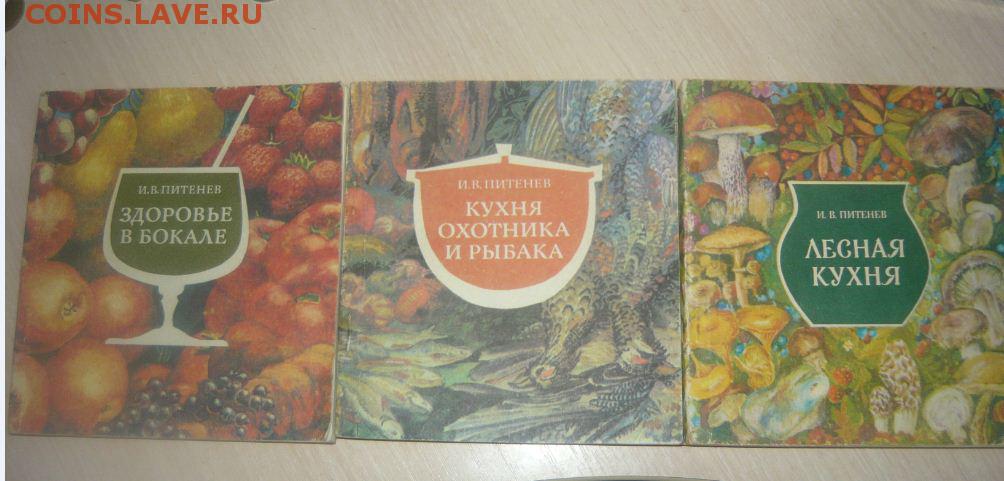 COINS.LAVE.RU
И.В.ПИТЕНЕВ
ЗДОРОВЬЕ
В БОКАЛЕ
И.В.ПИТЕНЕВ
КУХНЯ
ОХОТНИКА
И РЫБАКА
И. В. ПИТЕНЕВ
ЛЕСНАЯ
КУХНЯ